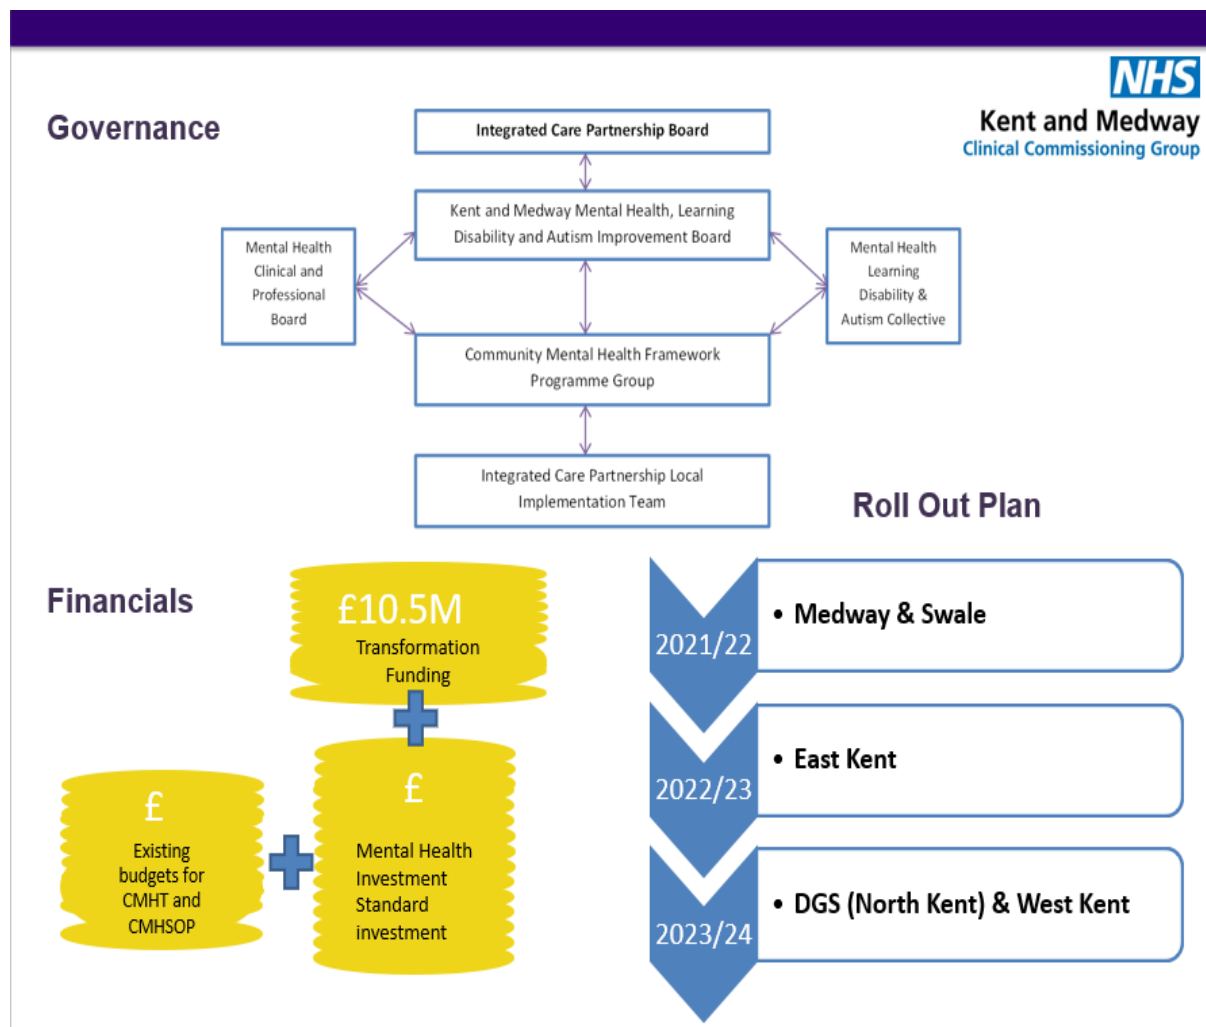 NHS
Kent and Medway
Clinical Commissioning Group
Governance
Integrated Care Partnership Board
Kent and Medway Mental Health, Learning
Disability and Autism Improvement Board
Mental Health
Clinical and
Professional
Board
Mental Health
Learning
Disability &
Autism Collective
Community Mental Health Framework
Programme Group
Integrated Care Partnership Local
Implementation Team
Financials
£10.5M
Transformation
Funding
£
Existing
budgets for
CMHT and
CMHSOP
£
Mental Health
Investment
Standard
investment
Roll Out Plan
2021/22
• Medway & Swale
2022/23
• East Kent
2023/24
• DGS (North Kent) & West Kent